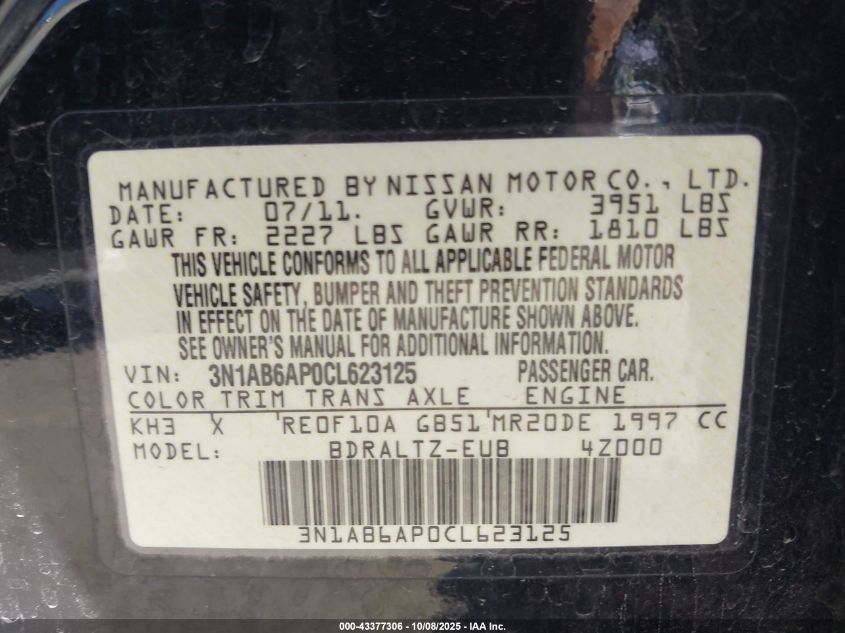 MANUFACTURED BY NISSAN MOTOR CO., LTD.
DATE: 07/11. GVWR: 3951 LBS
GAWR FR: 2227 LBS GAWR RR: 1810 LBS
THIS VEHICLE CONFORMS TO ALL APPLICABLE FEDERAL MOTOR
VEHICLE SAFETY, BUMPER AND THEFT PREVENTION STANDARDS
IN EFFECT ON THE DATE OF MANUFACTURE SHOWN ABOVE.
SEE OWNER'S MANUAL FOR ADDITIONAL INFORMATION.
VIN: 3N1AB6AP0CL623125 PASSENGER CAR.
COLOR TRIM TRANS AXLE ENGINE
KH3 X 'RE0F10A GB51'MR20DE 1997 CC
MODEL: BDRALTZ-EUB 4Z000
3N1AB6AP0CL623125
000-43377306 - 10/08/2025 - IAA Inc.